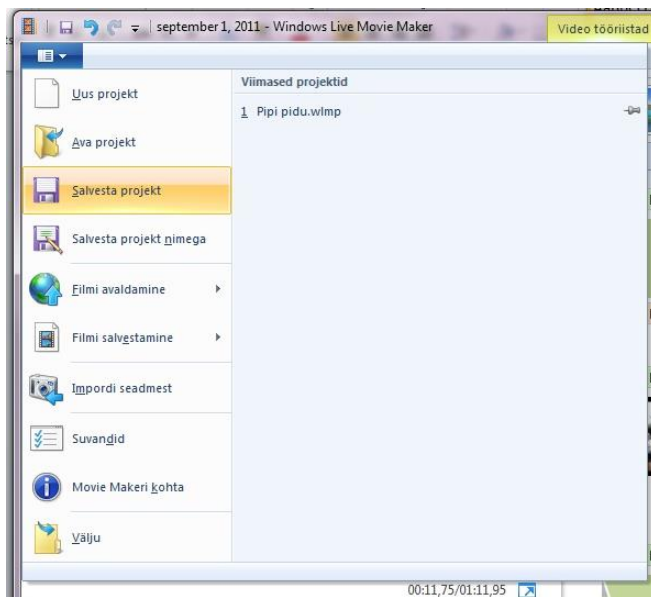 september 1, 2011 - Windows Live Movie Maker
Video tööriistad
Uus projekt
Ava projekt
Salvesta projekt
Salvesta projekt nimega
Filmi avaldamine
Filmi salvestamine
Impordi seadmest
Suvandid
Movie Makeri kohta
Välju
Viimased projektid
1 Pipi pidu.wlmp
00:11,75/01:11,95